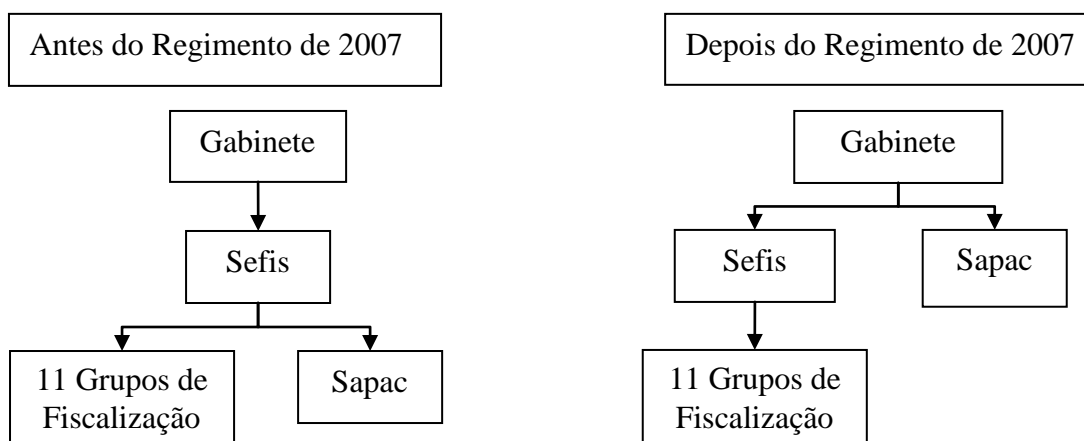 Antes do Regimento de 2007
Gabinete
Sefis
11 Grupos de
Fiscalização
Sapac
Depois do Regimento de 2007
Gabinete
Sefis
Sapac
11 Grupos de
Fiscalização